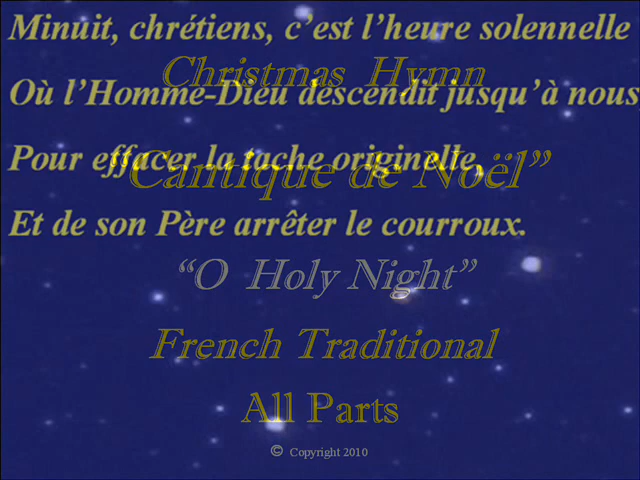 Minuit, chrétiens, c’est l’heure solennelle
Christmas Hymn
Où l’Homme-Dieu descendit jusqu’à nous
Pour effacer la tache originelle,
“Cantique de Noël”
Et de son Père arrêter le courroux.
“O Holy Night”
French Traditional
All Parts
© Copyright 2010